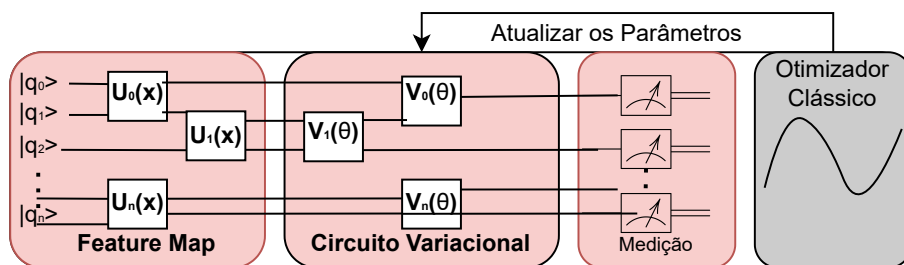 Atualizar os Parâmetros
|q₀>
|q₁>
|q₂>
|qₙ>
U₀(x)
U₁(x)
Uₙ(x)
Feature Map
V₀(θ)
V₁(θ)
Vₙ(θ)
Circuito Variacional
Medição
Otimizador
Clássico